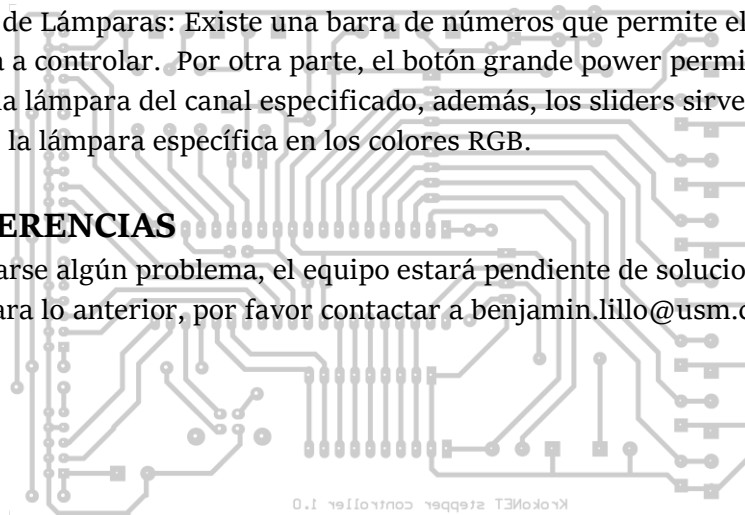 de Lámparas: Existe una barra de números que permite el
a controlar. Por otra parte, el botón grande power permi
la lámpara del canal especificado, además, los sliders sirve
la lámpara específica en los colores RGB.
ERENCIAS
arse algún problema, el equipo estará pendiente de solucio
ara lo anterior, por favor contactar a benjamin.lillo@usm.c
KrokoNET stepper controller 1.0